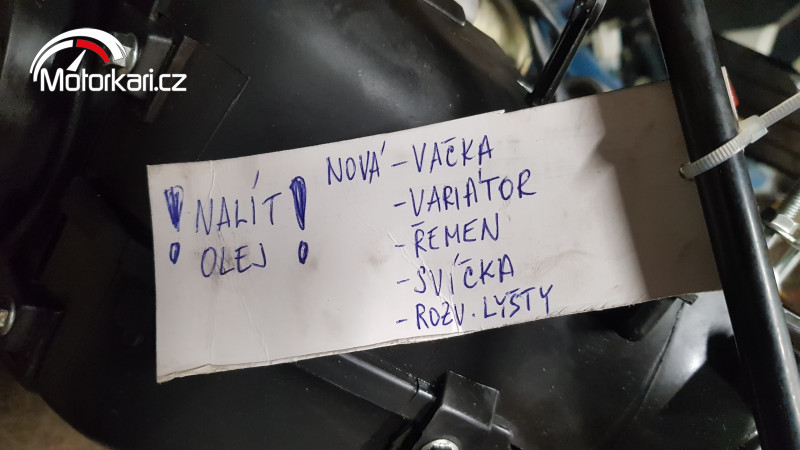 Motorkari.cz
! NALÍT !
OLEJ
NOVÁ - VAČKA
- VARIÁTOR
- ŘEMEN
- SVÍČKA
- ROZV. LYŠTY